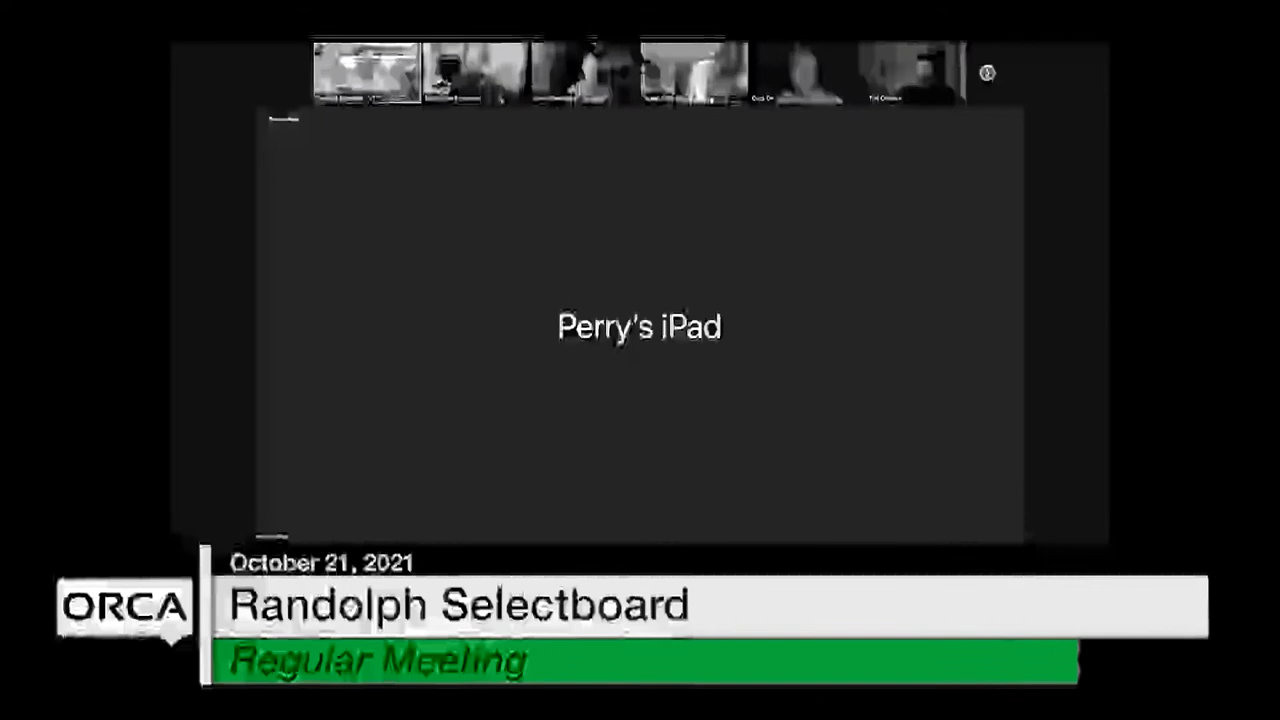 Perry's iPad
October 21, 2021
ORCA
Randolph Selectboard
Regular Meeting